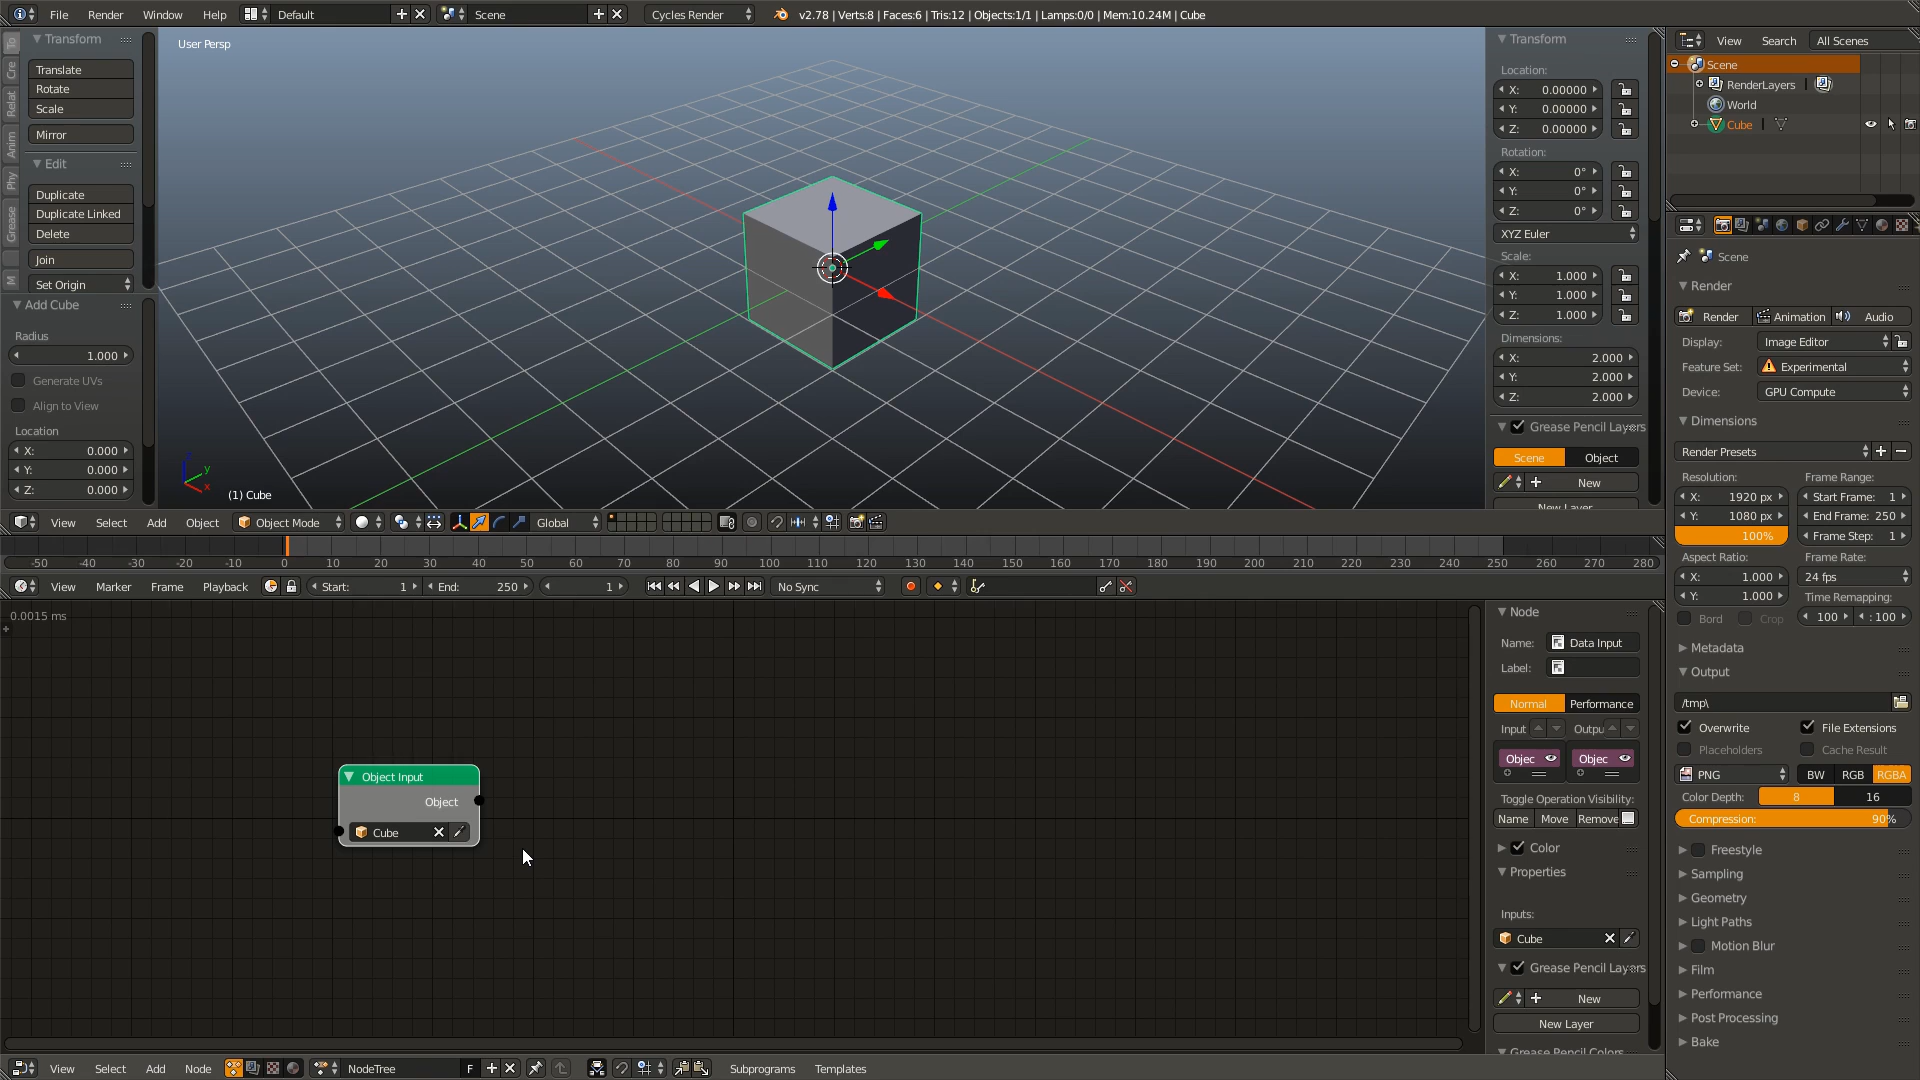 File Render Window Help Default Scene Cycles Render v2.78 | Verts:8 | Faces:6 | Tris:12 | Objects:1/1 | Lamps:0/0 | Mem:10.24M | Cube
Transform
Translate
Rotate
Scale
Mirror
Edit
Duplicate
Duplicate Linked
Delete
Join
Set Origin
To
Cre
Relat
Anim
Phy
Grease
M
Add Cube
Radius
1.000
Generate UVs
Align to View
Location
X: 0.000
Y: 0.000
Z: 0.000
User Persp
y
x
(1) Cube
Transform
Location:
X: 0.00000
Y: 0.00000
Z: 0.00000
Rotation:
X: 0°
Y: 0°
Z: 0°
XYZ Euler
Scale:
X: 1.000
Y: 1.000
Z: 1.000
Dimensions:
X: 2.000
Y: 2.000
Z: 2.000
Grease Pencil Layers
Scene Object
New
New Layer
View Select Add Object Object Mode Global
-50 -40 -30 -20 -10 0 10 20 30 40 50 60 70 80 90 100 110 120 130 140 150 160 170 180 190 200 210 220 230 240 250 260 270 280
View Marker Frame Playback Start: 1 End: 250 1 No Sync
0.0015 ms
Object Input
Object
Cube
Node
Name: Data Input
Label:
Normal Performance
Input Outpu
Objec Objec
Toggle Operation Visibility:
Name Move Remove
Color
Properties
Inputs:
Cube
Grease Pencil Layers
New
New Layer
Grease Pencil Colors
View Select Add Node NodeTree F Subprograms Templates
View Search All Scenes
Scene
RenderLayers |
World
Cube |
Scene
Render
Render Animation Audio
Display: Image Editor
Feature Set: Experimental
Device: GPU Compute
Dimensions
Render Presets
Resolution: Frame Range:
X: 1920 px Start Frame: 1
Y: 1080 px End Frame: 250
100% Frame Step: 1
Aspect Ratio: Frame Rate:
X: 1.000 24 fps
Y: 1.000 Time Remapping:
Bord Crop 100 : 100
Metadata
Output
/tmp\
Overwrite File Extensions
Placeholders Cache Result
PNG BW RGB RGBA
Color Depth: 8 16
Compression: 90%
Freestyle
Sampling
Geometry
Light Paths
Motion Blur
Film
Performance
Post Processing
Bake